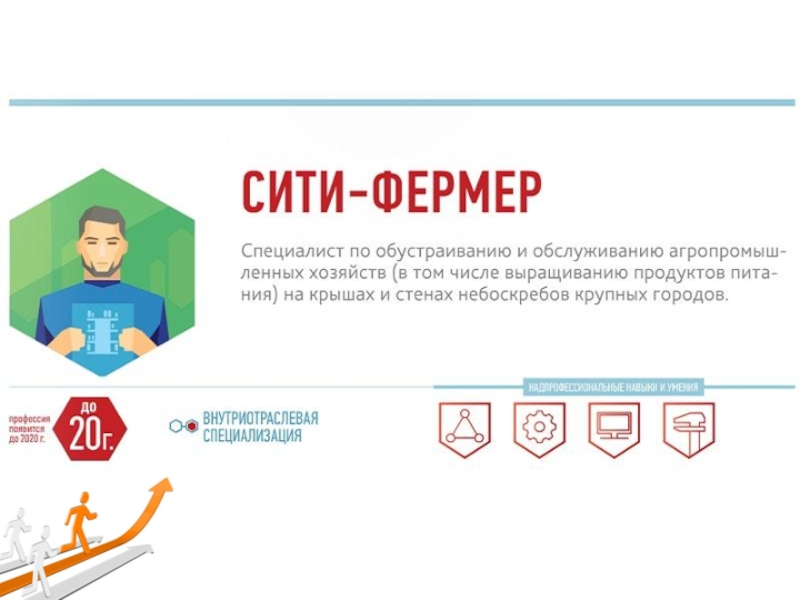 СИТИ-ФЕРМЕР
Специалист по обустраиванию и обслуживанию агропромыш-
ленных хозяйств (в том числе выращиванию продуктов пита-
ния) на крышах и стенах небоскребов крупных городов.
НАДПРОФЕССИОНАЛЬНЫЕ НАВЫКИ И УМЕНИЯ
профессия
появится
до 2020 г.
ДО
20г.
ВНУТРИОТРАСЛЕВАЯ
СПЕЦИАЛИЗАЦИЯ